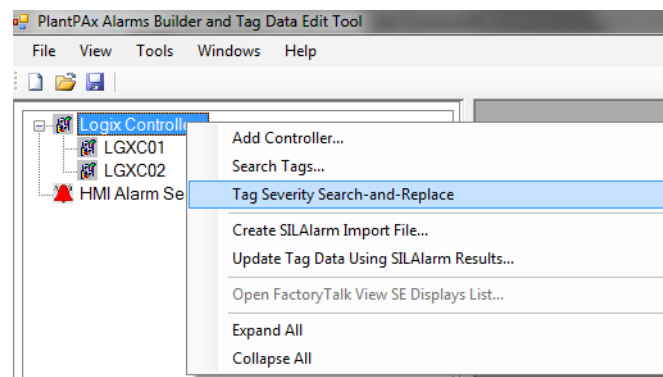 PlantPAx Alarms Builder and Tag Data Edit Tool
File View Tools Windows Help
Logix Controlle
LGXC01
LGXC02
HMI Alarm Se
Add Controller...
Search Tags...
Tag Severity Search-and-Replace
Create SILAlarm Import File...
Update Tag Data Using SILAlarm Results...
Open FactoryTalk View SE Displays List...
Expand All
Collapse All